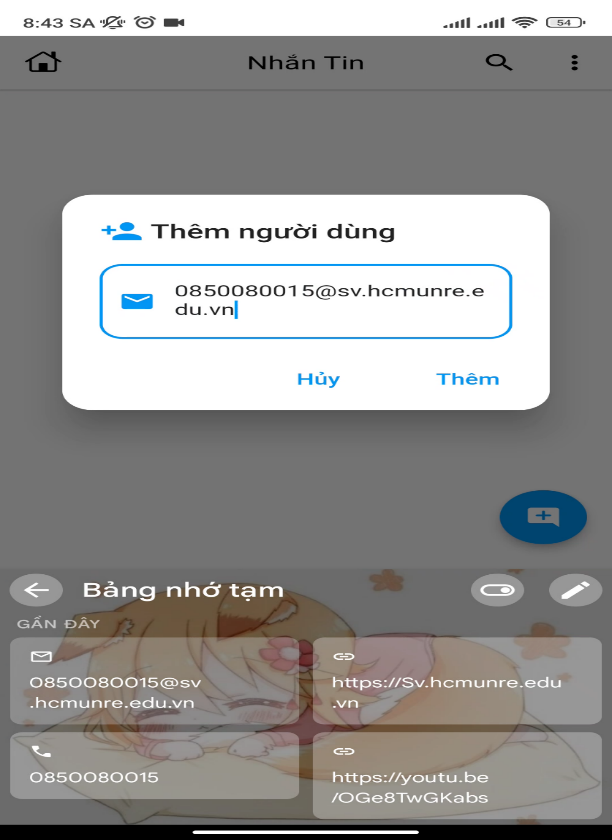 8:43 SA
54
Nhắn Tin
Thêm người dùng
0850080015@sv.hcmunre.e
du.vn
Hủy
Thêm
Bảng nhớ tạm
GẦN ĐÂY
0850080015@sv
.hcmunre.edu.vn
https://Sv.hcmunre.edu
.vn
0850080015
https://youtu.be
/OGe8TwGKabs